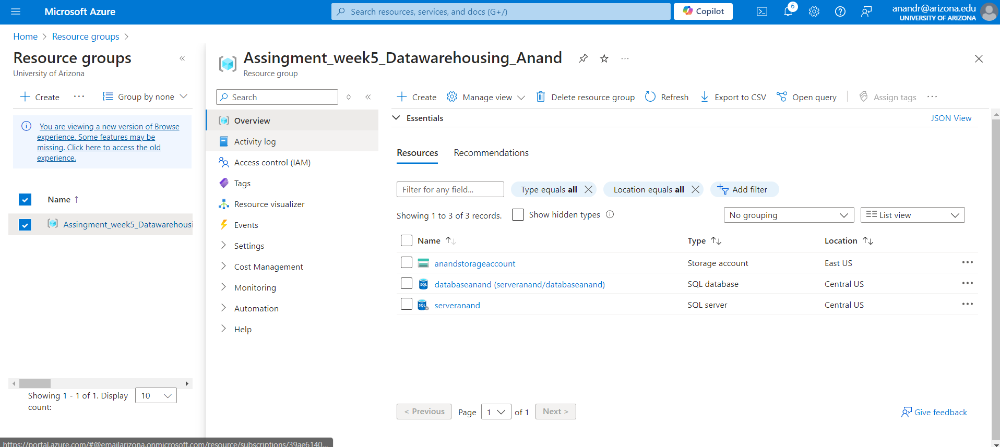 Microsoft Azure
Search resources, services, and docs (G+/)
Copilot
6
anandr@arizona.edu
UNIVERSITY OF ARIZONA
Home
Resource groups
Resource groups
University of Arizona
Create
Group by none
You are viewing a new version of Browse
experience. Some features may be
missing. Click here to access the old
experience.
Name ↑
Assingment_week5_Datawarehousi
Showing 1 - 1 of 1. Display
count:
10
Assingment_week5_Datawarehousing_Anand
Resource group
Search
Overview
Activity log
Access control (IAM)
Tags
Resource visualizer
Events
Settings
Cost Management
Monitoring
Automation
Help
Create
Manage view
Delete resource group
Refresh
Export to CSV
Open query
Assign tags
Essentials
JSON View
Resources
Recommendations
Filter for any field...
Type equals all
Location equals all
Add filter
Showing 1 to 3 of 3 records.
Show hidden types
No grouping
List view
Name ↑↓ Type ↑↓ Location ↑↓
anandstorageaccount Storage account East US
SQL databaseanand (serveranand/databaseanand) SQL database Central US
SQL serveranand SQL server Central US
< Previous
Page
1
of 1
Next >
Give feedback
https://portal.azure.com/#@emailarizona.onmicrosoft.com/resource/subscriptions/39ae6140...